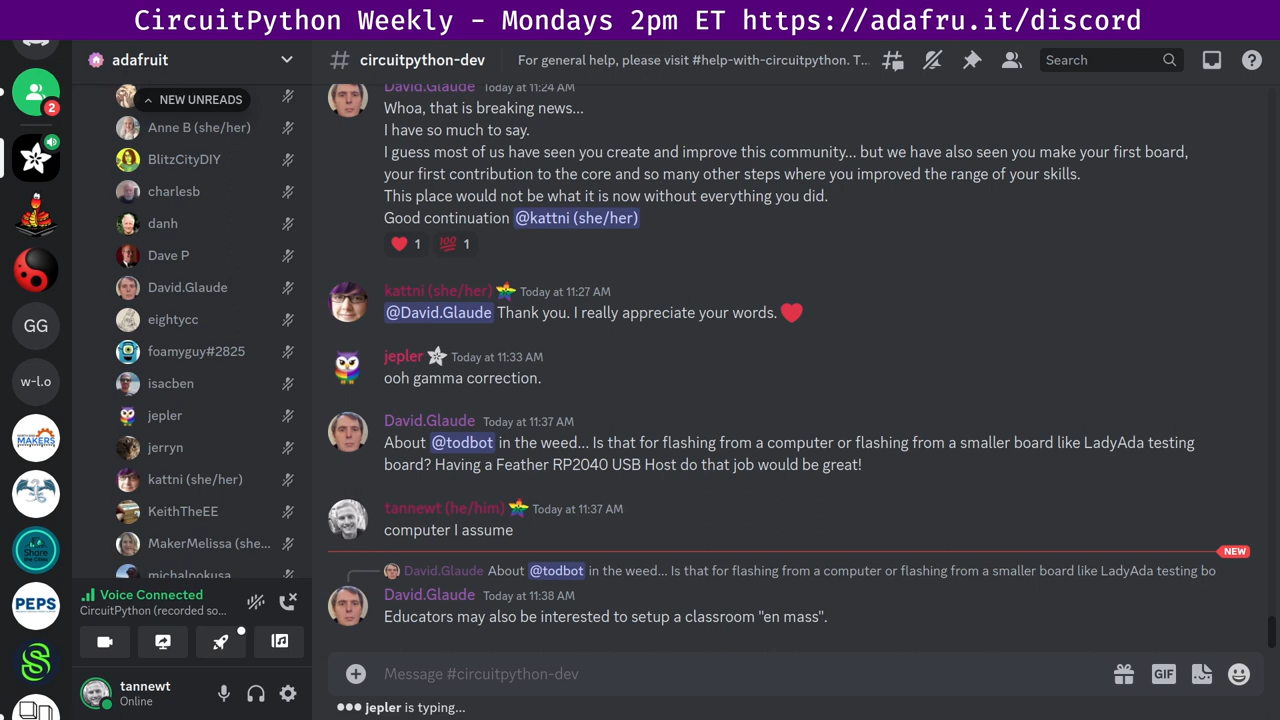 CircuitPython Weekly - Mondays 2pm ET https://adafru.it/discord
adafruit
# circuitpython-dev
For general help, please visit #help-with-circuitpython. T...
Search
2
GG
w-l.o
NORTH BAY MAKERS
Share the Cities
PEPS
NEW UNREADS
Anne B (she/her)
BlitzCityDIY
charlesb
danh
Dave P
David.Glaude
eightycc
foamyguy#2825
isacben
jepler
jerryn
kattni (she/her)
KeithTheEE
MakerMelissa (she...
michalpokusa
Voice Connected
CircuitPython (recorded so...
tannewt
Online
David.Glaude Today at 11:24 AM
Whoa, that is breaking news...
I have so much to say.
I guess most of us have seen you create and improve this community... but we have also seen you make your first board,
your first contribution to the core and so many other steps where you improved the range of your skills.
This place would not be what it is now without everything you did.
Good continuation @kattni (she/her)
❤️ 1 💯 1
kattni (she/her) Today at 11:27 AM
@David.Glaude Thank you. I really appreciate your words. ❤️
jepler Today at 11:33 AM
ooh gamma correction.
David.Glaude Today at 11:37 AM
About @todbot in the weed... Is that for flashing from a computer or flashing from a smaller board like LadyAda testing
board? Having a Feather RP2040 USB Host do that job would be great!
tannewt (he/him) Today at 11:37 AM
computer I assume
NEW
David.Glaude About @todbot in the weed... Is that for flashing from a computer or flashing from a smaller board like LadyAda testing bo
David.Glaude Today at 11:38 AM
Educators may also be interested to setup a classroom "en mass".
Message #circuitpython-dev
GIF
jepler is typing...